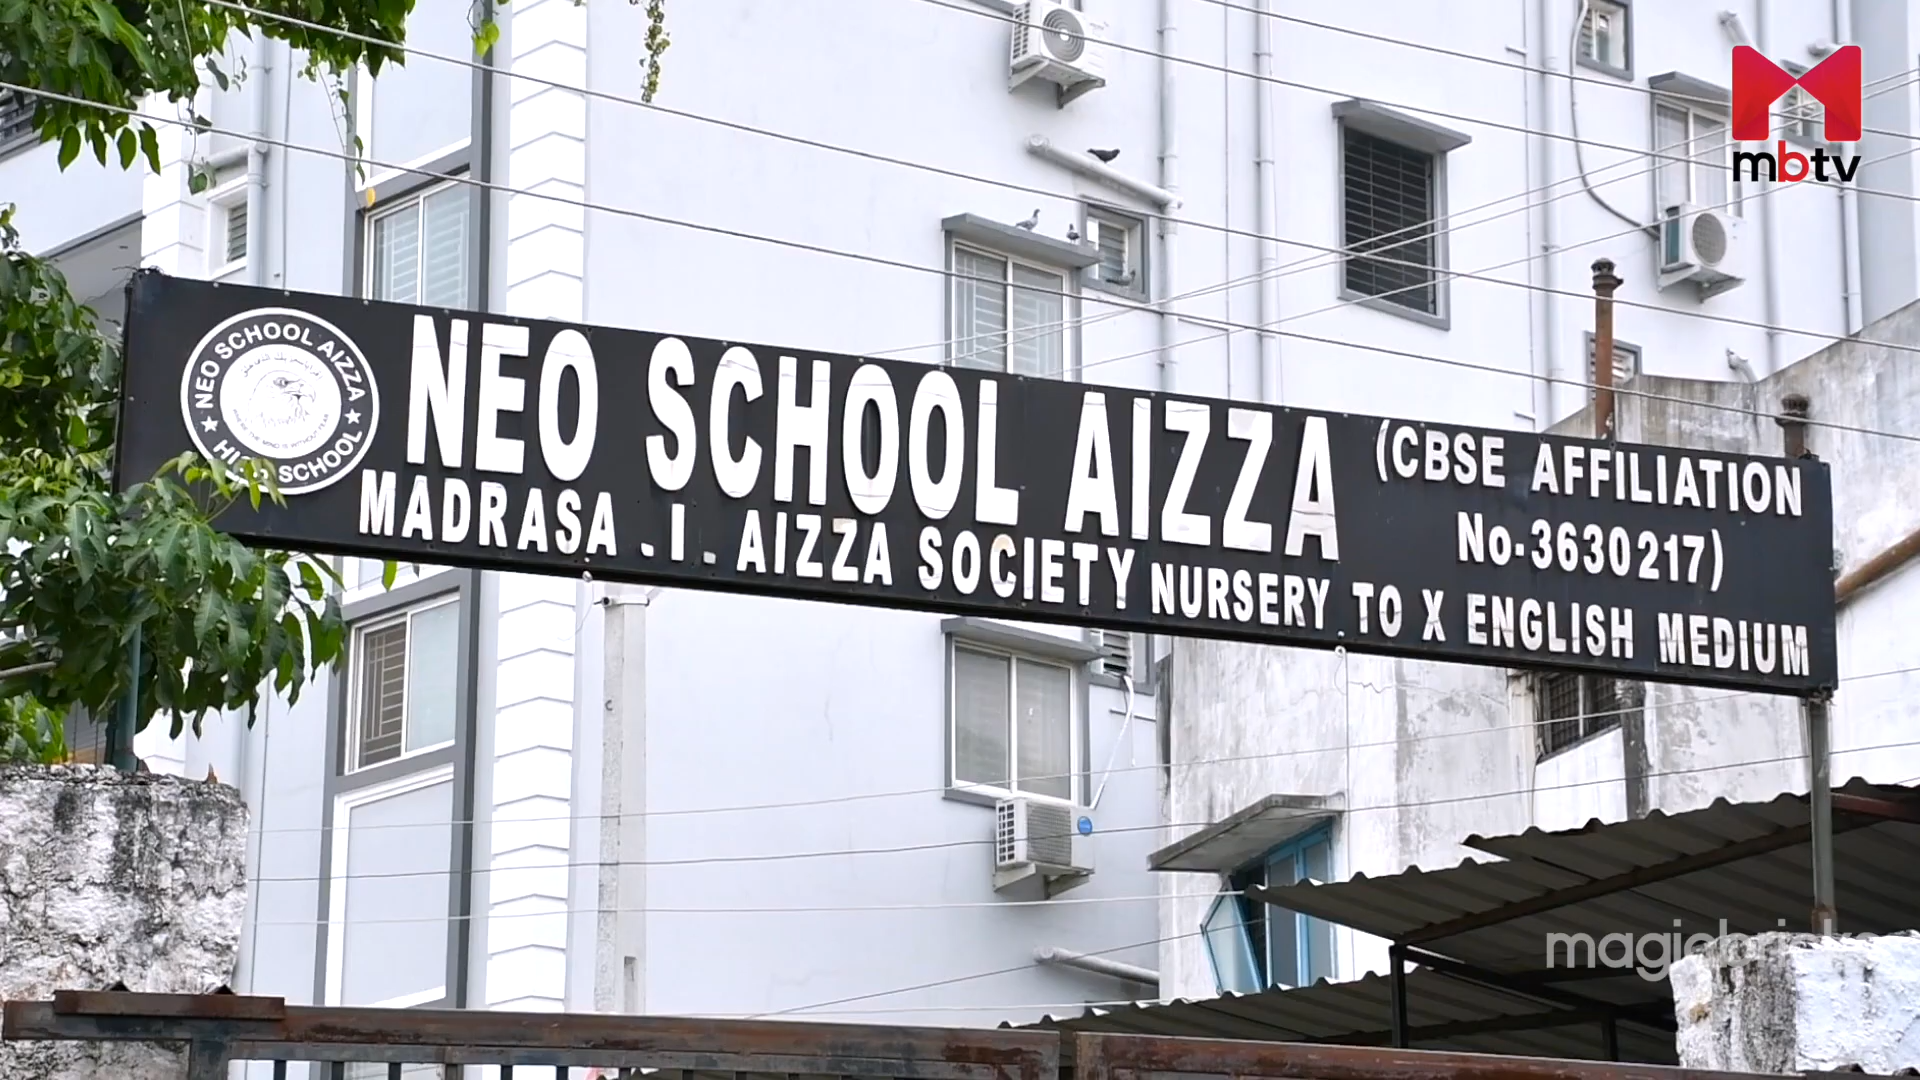 mbtv
NEO SCHOOL AIZZA
HIGH SCHOOL
NEO SCHOOL AIZZA
(CBSE AFFILIATION
No-3630217)
MADRASA .I. AIZZA SOCIETY NURSERY TO X ENGLISH MEDIUM
magicbricks